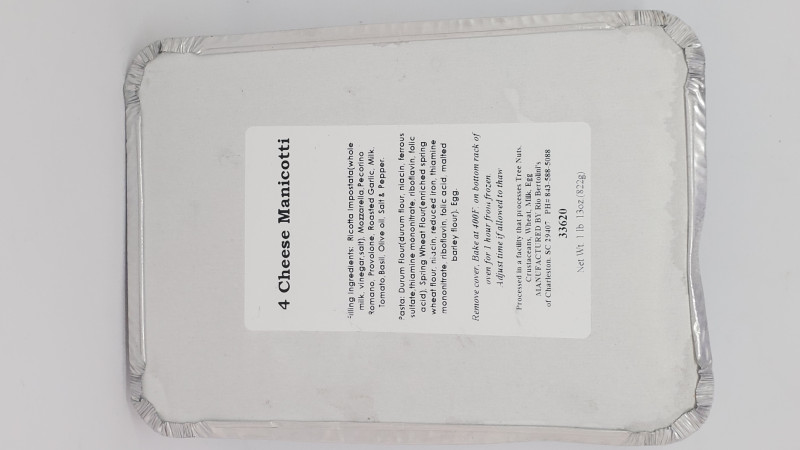 4 Cheese Manicotti
Filling Ingredients: Ricotta Impostata(whole
milk, vinegar,salt), Mozzarella,Pecorino
Romano, Provolone, Roasted Garlic, Milk,
Tomato,Basil, Olive oil, Salt & Pepper.
Pasta: Durum Flour(durum flour, niacin, ferrous
sulfate,thiamine mononitrate, riboflavin, folic
acid), Spring Wheat Flour(enriched spring
wheat flour, niacin, reduced iron, thiamine
mononitrate, riboflavin, folic acid, malted
barley flour), Egg.
Remove cover, Bake at 400F, on bottom rack of
oven for 1 hour from frozen
Adjust time if allowed to thaw
Processed in a facility that processes Tree Nuts,
Crustaceans, Wheat, Milk, Egg
MANUFACTURED BY Rio Bertolini's
of Charleston, SC 29407 PH# 843-588-5088
33620
Net Wt. 1 lb 13oz.(822g)